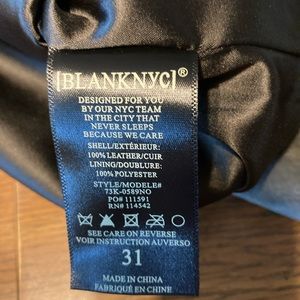 [BLANKNYC]®
DESIGNED FOR YOU
BY OUR NYC TEAM
IN THE CITY THAT
NEVER SLEEPS
BECAUSE WE CARE
SHELL/EXTÉRIEUR:
100% LEATHER/CUIR
LINING/DOUBLURE:
100% POLYESTER
STYLE/MODELE#
73K-0589NO
PO# 111591
RN# 114542
SEE CARE ON REVERSE
VOIR INSTRUCTION AUVERSO
31
MADE IN CHINA
FABRIQUÉ EN CHINE